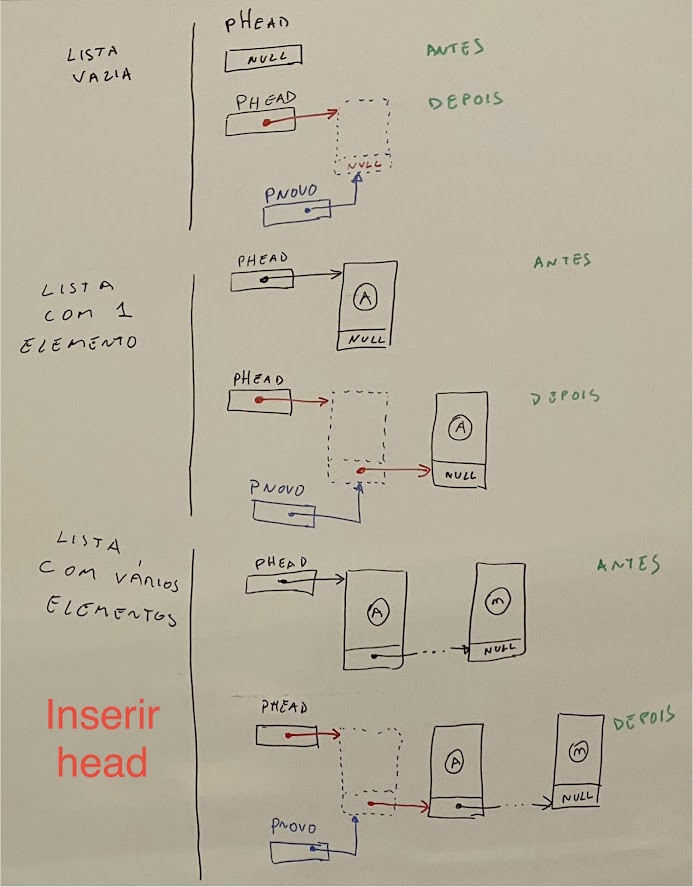 LISTA
VAZIA
PHEAD
NULL
ANTES
PHEAD
DEPOIS
NULL
PNOVO
LISTA
COM 1
ELEMENTO
PHEAD
ANTES
A
NULL
PHEAD
DEPOIS
A
NULL
PNOVO
LISTA
COM VÁRIOS
ELEMENTOS
PHEAD
ANTES
A
M
NULL
Inserir
head
PHEAD
DEPOIS
A
M
NULL
PNOVO